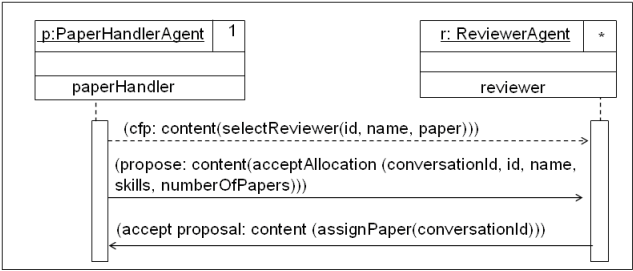 p:PaperHandlerAgent 1
r: ReviewerAgent *
paperHandler
reviewer
(cfp: content(selectReviewer(id, name, paper)))
(propose: content(acceptAllocation (conversationId, id, name,
skills, numberOfPapers)))
(accept proposal: content (assignPaper(conversationId)))